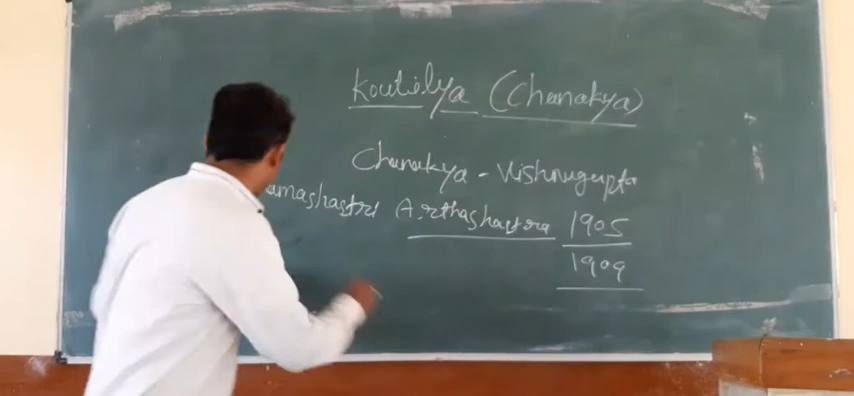 Koutilya (Chanakya)
Chanakya - Vishnugupta
amashastri Arthashastra 1905
1909